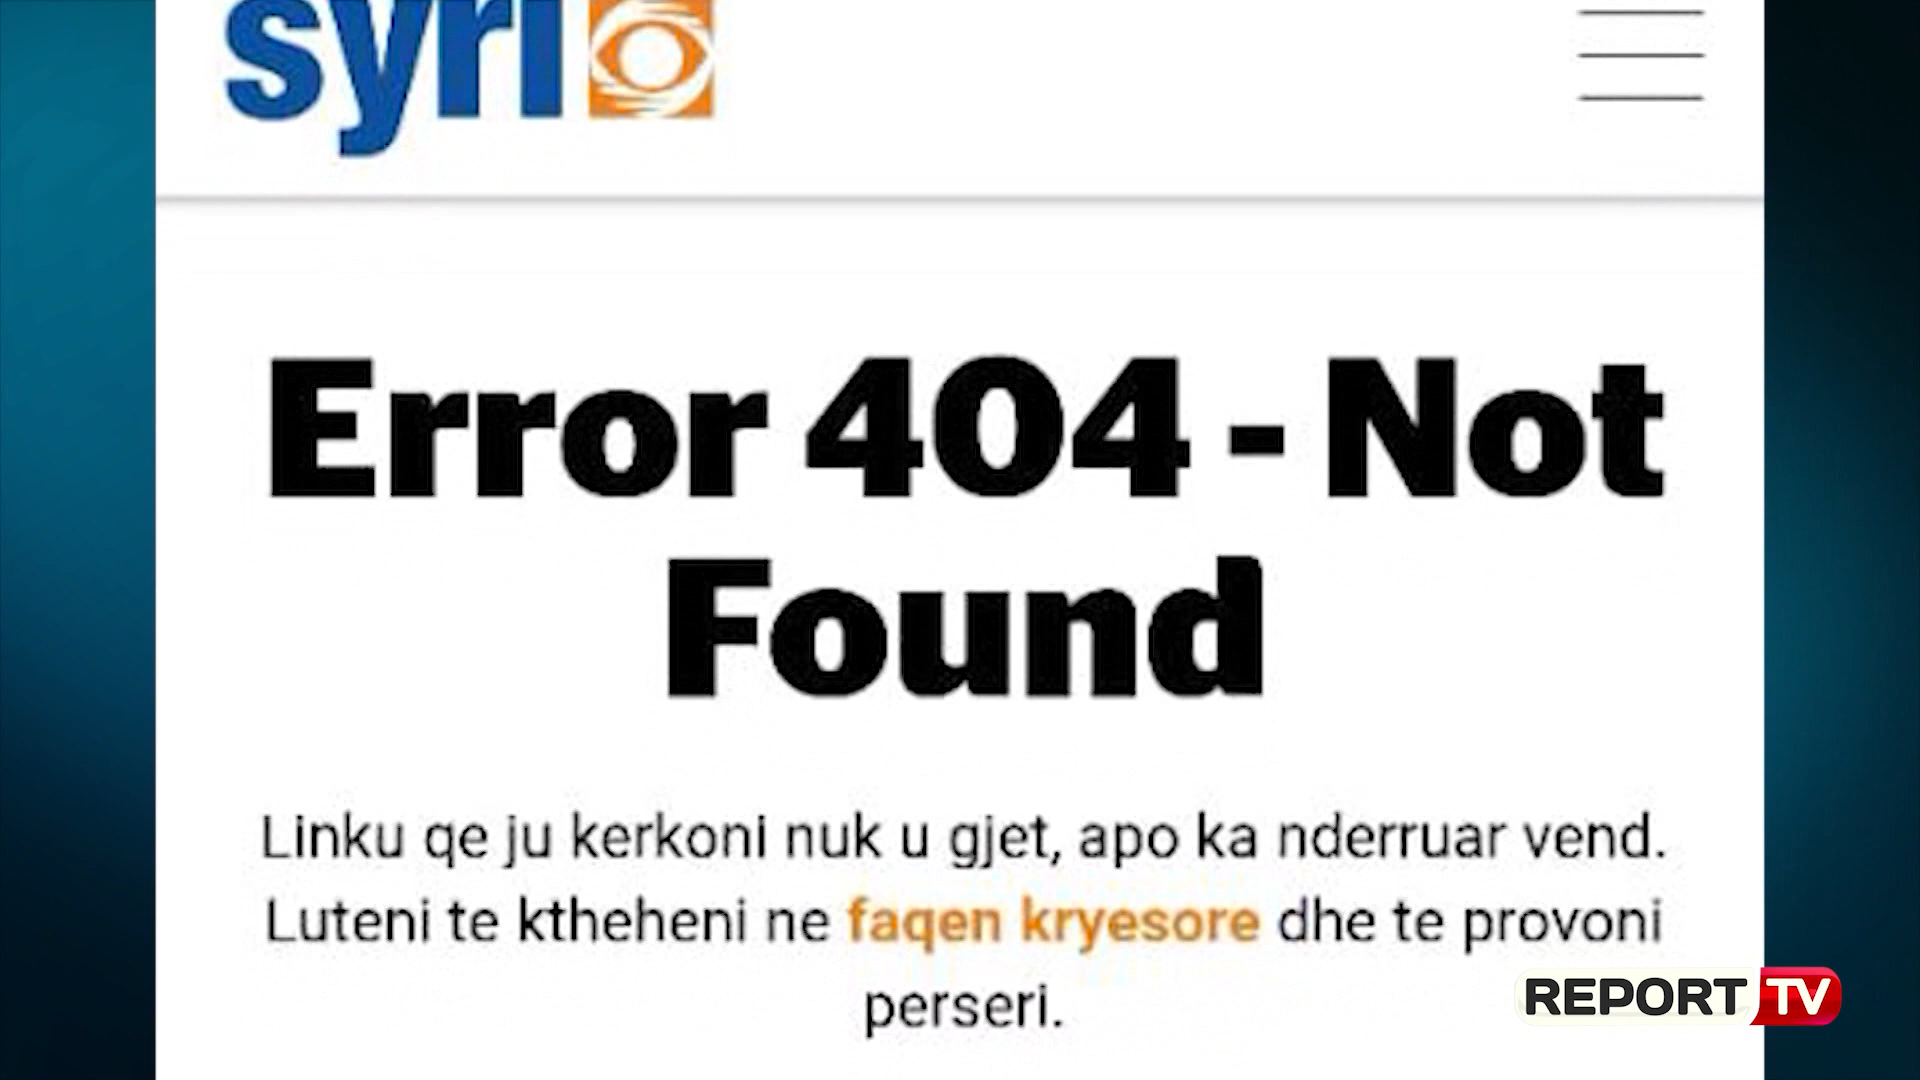 syri
Error 404 - Not
Found
Linku qe ju kerkoni nuk u gjet, apo ka nderruar vend.
Luteni te ktheheni ne faqen kryesore dhe te provoni
perseri.
REPORT TV